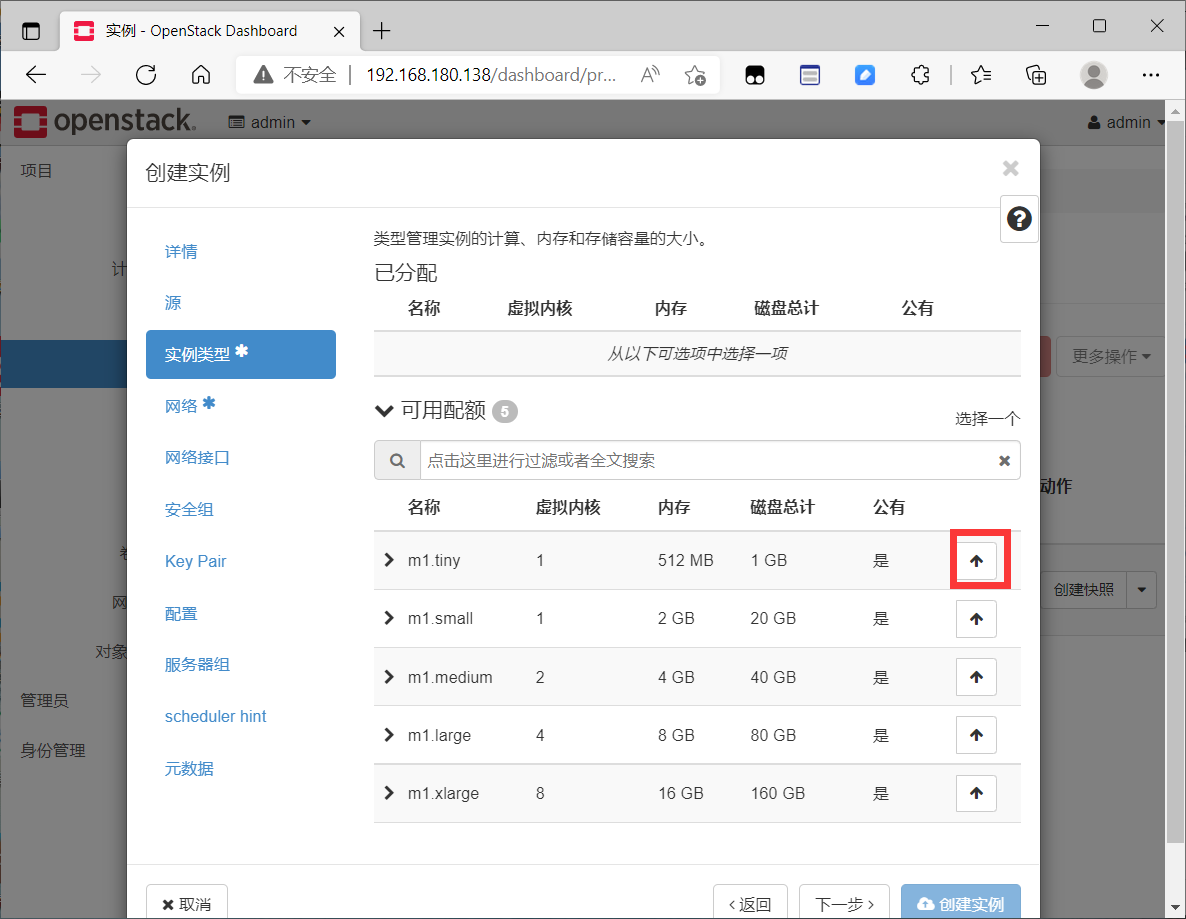 实例 - OpenStack Dashboard
不安全 | 192.168.180.138/dashboard/pr...
openstack. admin admin
创建实例
项目
类型管理实例的计算、内存和存储容量的大小。
详情
已分配
计
名称 虚拟内核 内存 磁盘总计 公有
源
从以下可选项中选择一项
实例类型 *
更多操作
网络 *
可用配额 5
选择一个
网络接口
点击这里进行过滤或者全文搜索
动作
安全组
名称 虚拟内核 内存 磁盘总计 公有
Key Pair
m1.tiny 1 512 MB 1 GB 是
创建快照
网
配置
m1.small 1 2 GB 20 GB 是
对象
服务器组
m1.medium 2 4 GB 40 GB 是
管理员
scheduler hint
m1.large 4 8 GB 80 GB 是
身份管理
元数据
m1.xlarge 8 16 GB 160 GB 是
取消 返回 下一步 创建实例